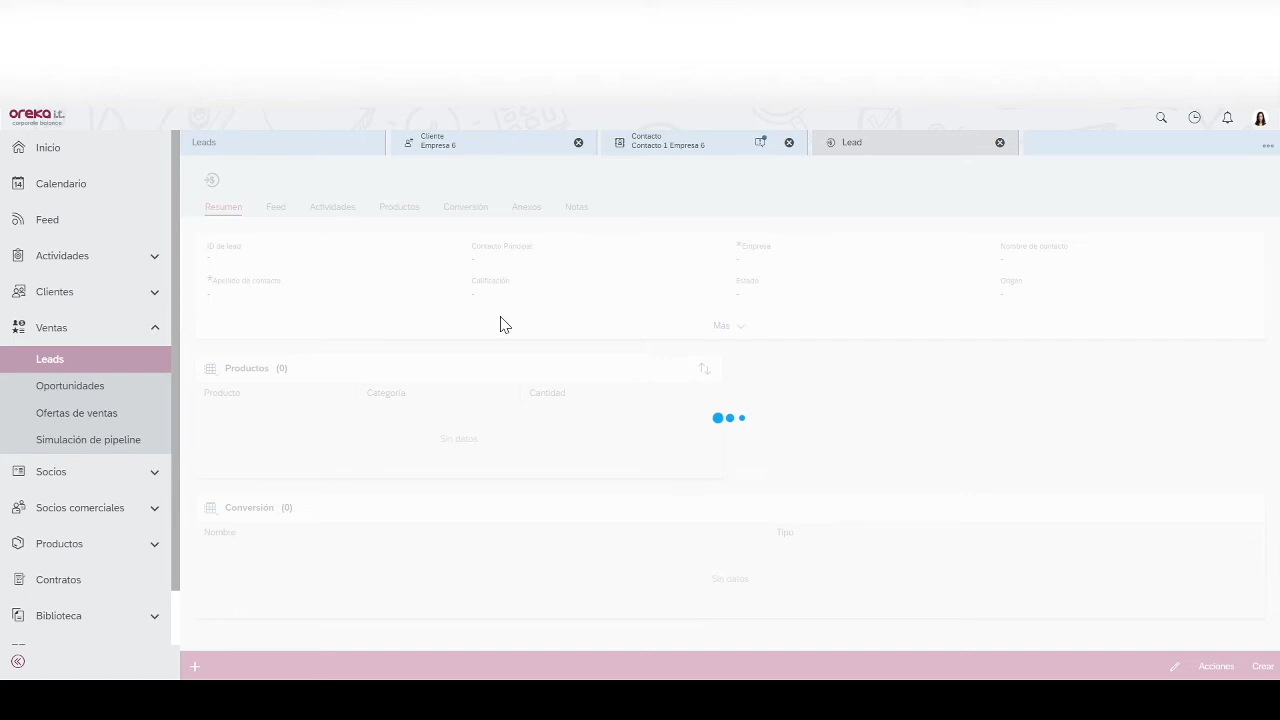 oreka i.t.
corporate balance
Leads
Cliente
Empresa 6
Contacto
Contacto 1 Empresa 6
Lead
Inicio
14 Calendario
Feed
Actividades
Clientes
Ventas
Leads
Oportunidades
Ofertas de ventas
Simulación de pipeline
Socios
Socios comerciales
Productos
Contratos
Biblioteca
Resumen Feed Actividades Productos Conversión Anexos Notas
ID de lead Contacto Principal *Empresa Nombre de contacto
- - - -
*Apellido de contacto Calificación Estado Origen
- - - -
Más
Productos (0)
Producto Categoría Cantidad
Sin datos
Conversión (0)
Nombre Tipo
Sin datos
+ Acciones Crear